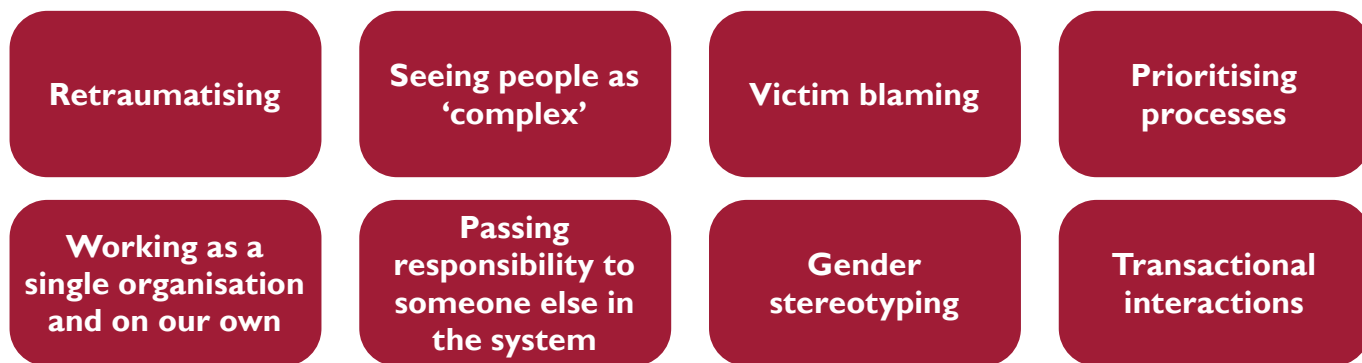 Retraumatising
Seeing people as
‘complex’
Victim blaming
Prioritising
processes
Working as a
single organisation
and on our own
Passing
responsibility to
someone else in
the system
Gender
stereotyping
Transactional
interactions